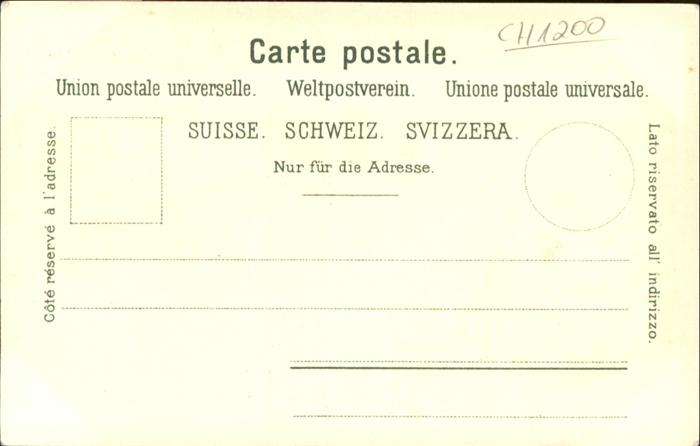 CH1200
Carte postale.
Union postale universelle. Weltpostverein. Unione postale universale.
SUISSE. SCHWEIZ. SVIZZERA.
Nur für die Adresse.
Côté réservé à l'adresse.
Lato riservato all' indirizzo.